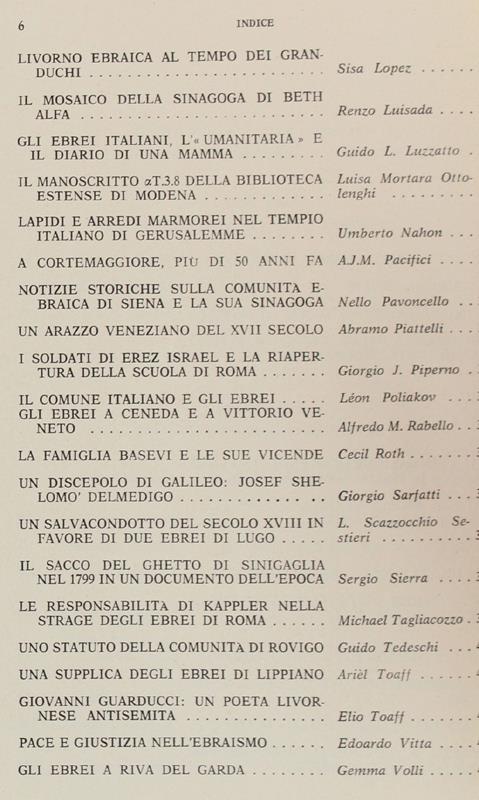 6 INDICE
LIVORNO EBRAICA AL TEMPO DEI GRAN-
DUCHI . . . . . . . . . . . . . . . . . . . Sisa Lopez . . . . . .
IL MOSAICO DELLA SINAGOGA DI BETH
ALFA . . . . . . . . . . . . . . . . . . . . Renzo Luisada . . . .
GLI EBREI ITALIANI, L'« UMANITARIA » E
IL DIARIO DI UNA MAMMA . . . . . . . . . Guido L. Luzzatto .
IL MANOSCRITTO αT.3.8 DELLA BIBLIOTECA Luisa Mortara Otto-
ESTENSE DI MODENA . . . . . . . . . . . . lenghi . . . . . . . . .
LAPIDI E ARREDI MARMOREI NEL TEMPIO
ITALIANO DI GERUSALEMME . . . . . . . . Umberto Nahon . . .
A CORTEMAGGIORE, PIÙ DI 50 ANNI FA A.J.M. Pacifici . . . .
NOTIZIE STORICHE SULLA COMUNITà E-
BRAICA DI SIENA E LA SUA SINAGOGA Nello Pavoncello . .
UN ARAZZO VENEZIANO DEL XVII SECOLO Abramo Piattelli . . .
I SOLDATI DI EREZ ISRAEL E LA RIAPER-
TURA DELLA SCUOLA DI ROMA . . . . . . . Giorgio J. Piperno .
IL COMUNE ITALIANO E GLI EBREI . . . . . Léon Poliakov . . .
GLI EBREI A CENEDA E A VITTORIO VE-
NETO . . . . . . . . . . . . . . . . . . . . Alfredo M. Rabello . .
LA FAMIGLIA BASEVI E LE SUE VICENDE Cecil Roth . . . . . . .
UN DISCEPOLO DI GALILEO: JOSEF SHE-
LOMO' DELMEDIGO . . . . . . . . . . . . . . Giorgio Sarfatti . . .
UN SALVACONDOTTO DEL SECOLO XVIII IN L. Scazzocchio Se-
FAVORE DI DUE EBREI DI LUGO . . . . . stieri . . . . . . . . . .
IL SACCO DEL GHETTO DI SINIGAGLIA
NEL 1799 IN UN DOCUMENTO DELL'EPOCA Sergio Sierra . . . .
LE RESPONSABILITà DI KAPPLER NELLA
STRAGE DEGLI EBREI DI ROMA . . . . . . Michael Tagliacozzo .
UNO STATUTO DELLA COMUNITà DI ROVIGO Guido Tedeschi . . .
UNA SUPPLICA DEGLI EBREI DI LIPPIANO Arièl Toaff . . . . . .
GIOVANNI GUARDUCCI: UN POETA LIVOR-
NESE ANTISEMITA . . . . . . . . . . . . . . . Elio Toaff . . . . . . .
PACE E GIUSTIZIA NELL'EBRAISMO . . . . . . Edoardo Vitta . . . .
GLI EBREI A RIVA DEL GARDA . . . . . . . . Gemma Volli . . . . .